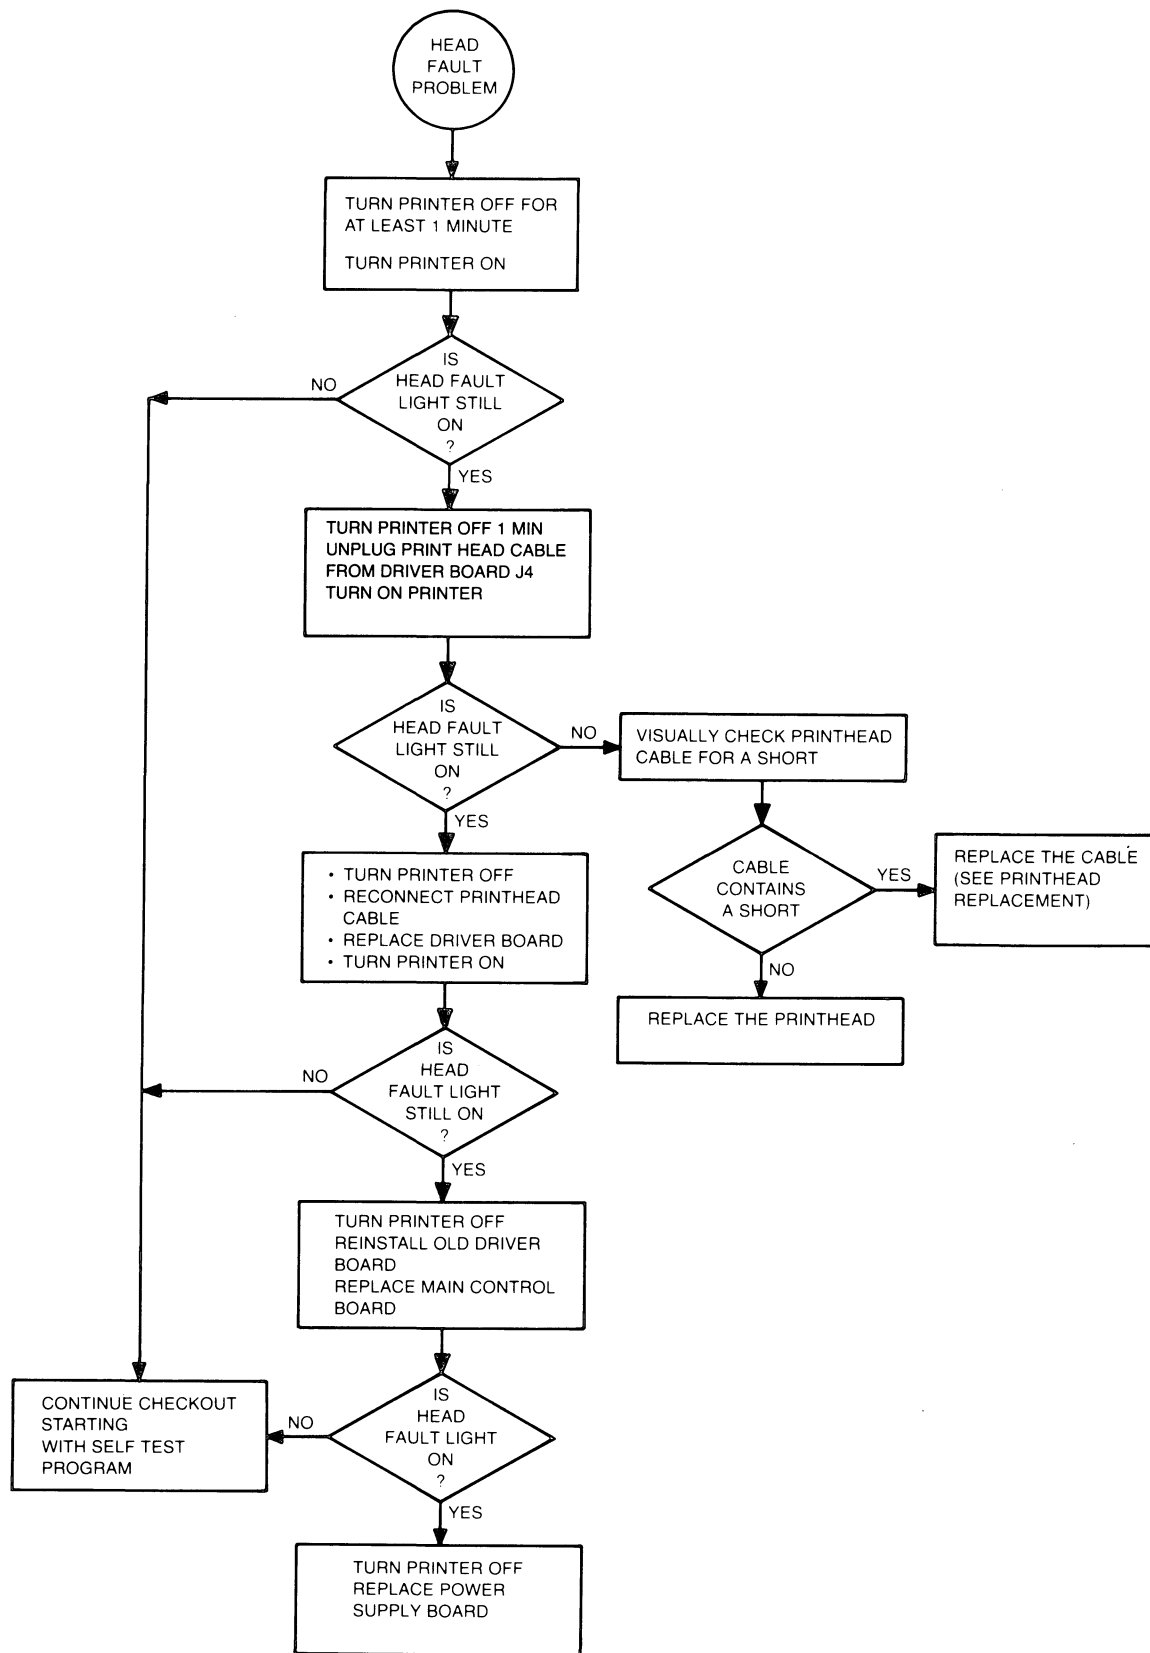 HEAD
FAULT
PROBLEM
TURN PRINTER OFF FOR
AT LEAST 1 MINUTE
TURN PRINTER ON
IS
HEAD FAULT
LIGHT STILL
ON
?
NO
YES
TURN PRINTER OFF 1 MIN
UNPLUG PRINT HEAD CABLE
FROM DRIVER BOARD J4
TURN ON PRINTER
IS
HEAD FAULT
LIGHT STILL
ON
?
NO
YES
VISUALLY CHECK PRINTHEAD
CABLE FOR A SHORT
CABLE
CONTAINS
A SHORT
YES
NO
REPLACE THE CABLE
(SEE PRINTHEAD
REPLACEMENT)
REPLACE THE PRINTHEAD
• TURN PRINTER OFF
• RECONNECT PRINTHEAD
CABLE
• REPLACE DRIVER BOARD
• TURN PRINTER ON
IS
HEAD
FAULT LIGHT
STILL ON
?
NO
YES
TURN PRINTER OFF
REINSTALL OLD DRIVER
BOARD
REPLACE MAIN CONTROL
BOARD
IS
HEAD
FAULT LIGHT
ON
?
NO
YES
CONTINUE CHECKOUT
STARTING
WITH SELF TEST
PROGRAM
TURN PRINTER OFF
REPLACE POWER
SUPPLY BOARD